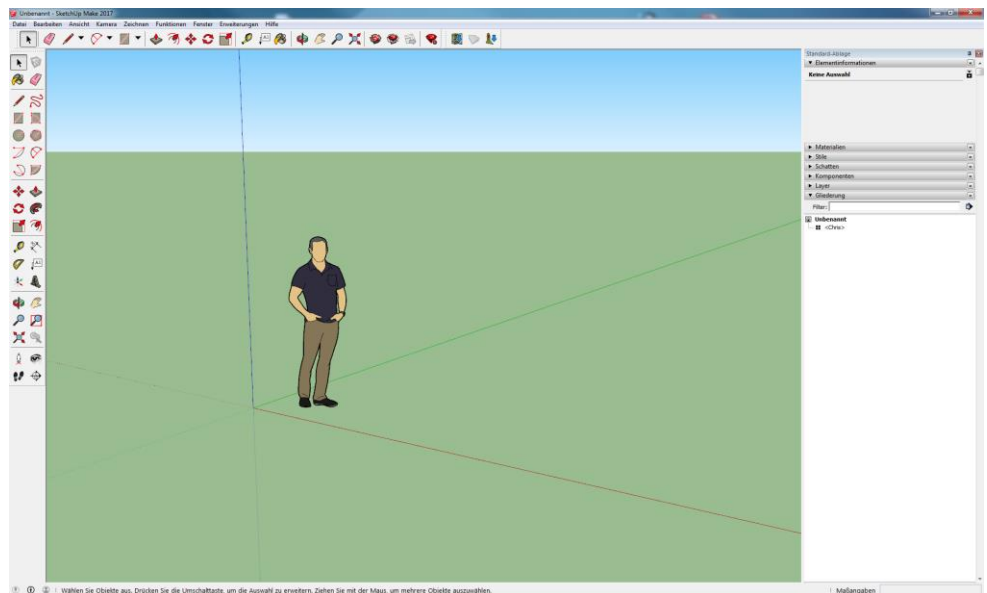 Unbenannt - SketchUp Make 2017
Datei Bearbeiten Ansicht Kamera Zeichnen Funktionen Fenster Erweiterungen Hilfe
Standard-Ablage
Elementinformationen
Keine Auswahl
Materialien
Stile
Schatten
Komponenten
Layer
Gliederung
Filter:
Unbenannt
<Chris>
Wählen Sie Objekte aus. Drücken Sie die Umschalttaste, um die Auswahl zu erweitern. Ziehen Sie mit der Maus, um mehrere Objekte auszuwählen.
Maßangaben